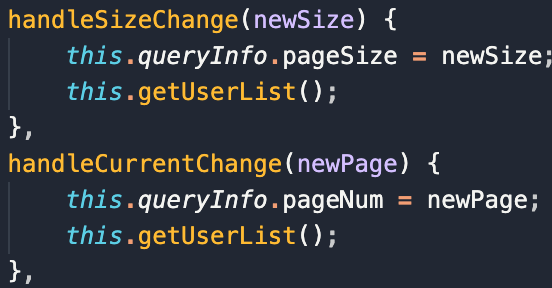 handleSizeChange(newSize) {
    this.queryInfo.pageSize = newSize;
    this.getUserList();
},
handleCurrentChange(newPage) {
    this.queryInfo.pageNum = newPage;
    this.getUserList();
},